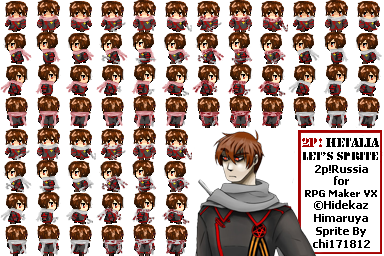 2P! HETALIA
LET'S SPRITE
2p!Russia
for
RPG Maker VX
©Hidekaz
Himaruya
Sprite By
chi171812